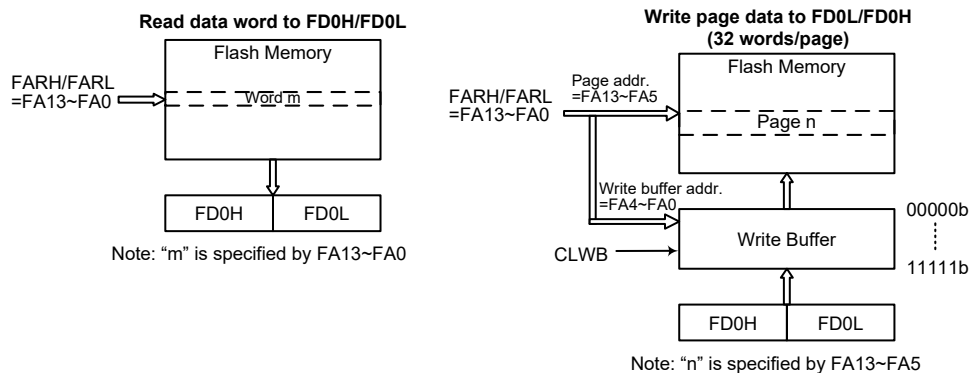 Read data word to FD0H/FD0L
Flash Memory
FARH/FARL
=FA13~FA0
Word m
FD0H
FD0L
Note: “m” is specified by FA13~FA0
Write page data to FD0L/FD0H
(32 words/page)
Flash Memory
Page addr.
=FA13~FA5
FARH/FARL
=FA13~FA0
Page n
Write buffer addr.
=FA4~FA0
Write Buffer
00000b
11111b
CLWB
FD0H
FD0L
Note: “n” is specified by FA13~FA5